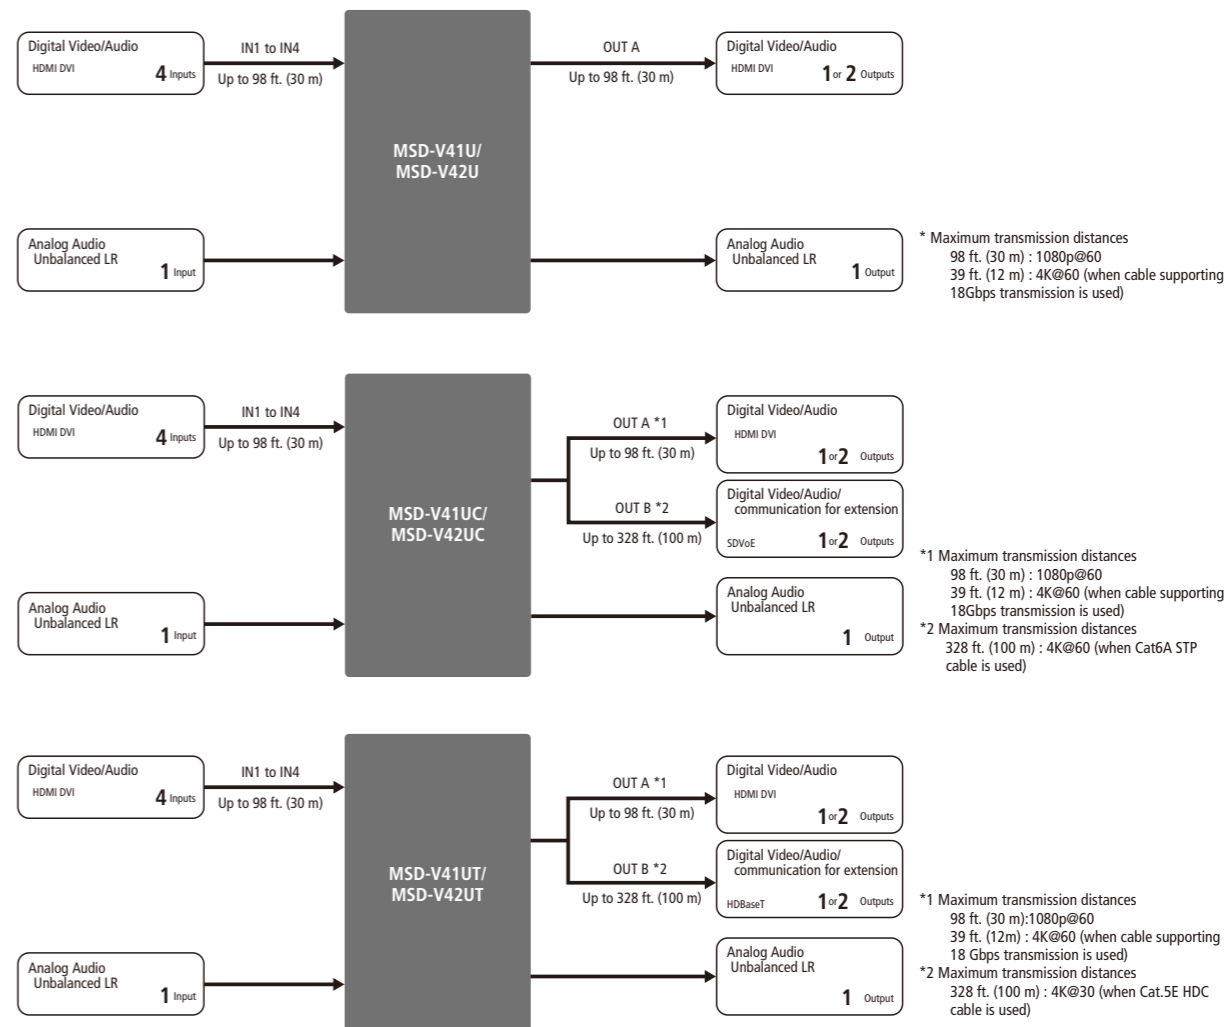 Digital Video/Audio
HDMI DVI
4 Inputs
IN1 to IN4
Up to 98 ft. (30 m)
MSD-V41U/
MSD-V42U
OUT A
Up to 98 ft. (30 m)
Digital Video/Audio
HDMI DVI
1 or 2 Outputs
Analog Audio
Unbalanced LR
1 Input
Analog Audio
Unbalanced LR
1 Output
* Maximum transmission distances
98 ft. (30 m) : 1080p@60
39 ft. (12 m) : 4K@60 (when cable supporting
18Gbps transmission is used)
Digital Video/Audio
HDMI DVI
4 Inputs
IN1 to IN4
Up to 98 ft. (30 m)
MSD-V41UC/
MSD-V42UC
OUT A *1
Up to 98 ft. (30 m)
Digital Video/Audio
HDMI DVI
1 or 2 Outputs
OUT B *2
Up to 328 ft. (100 m)
Digital Video/Audio/
communication for extension
SDVoE
1 or 2 Outputs
Analog Audio
Unbalanced LR
1 Input
Analog Audio
Unbalanced LR
1 Output
*1 Maximum transmission distances
98 ft. (30 m) : 1080p@60
39 ft. (12 m) : 4K@60 (when cable supporting
18Gbps transmission is used)
*2 Maximum transmission distances
328 ft. (100 m) : 4K@60 (when Cat6A STP
cable is used)
Digital Video/Audio
HDMI DVI
4 Inputs
IN1 to IN4
Up to 98 ft. (30 m)
MSD-V41UT/
MSD-V42UT
OUT A *1
Up to 98 ft. (30 m)
Digital Video/Audio
HDMI DVI
1 or 2 Outputs
OUT B *2
Up to 328 ft. (100 m)
Digital Video/Audio/
communication for extension
HDBaseT
1 or 2 Outputs
Analog Audio
Unbalanced LR
1 Input
Analog Audio
Unbalanced LR
1 Output
*1 Maximum transmission distances
98 ft. (30 m):1080p@60
39 ft. (12m) : 4K@60 (when cable supporting
18 Gbps transmission is used)
*2 Maximum transmission distances
328 ft. (100 m) : 4K@30 (when Cat.5E HDC
cable is used)